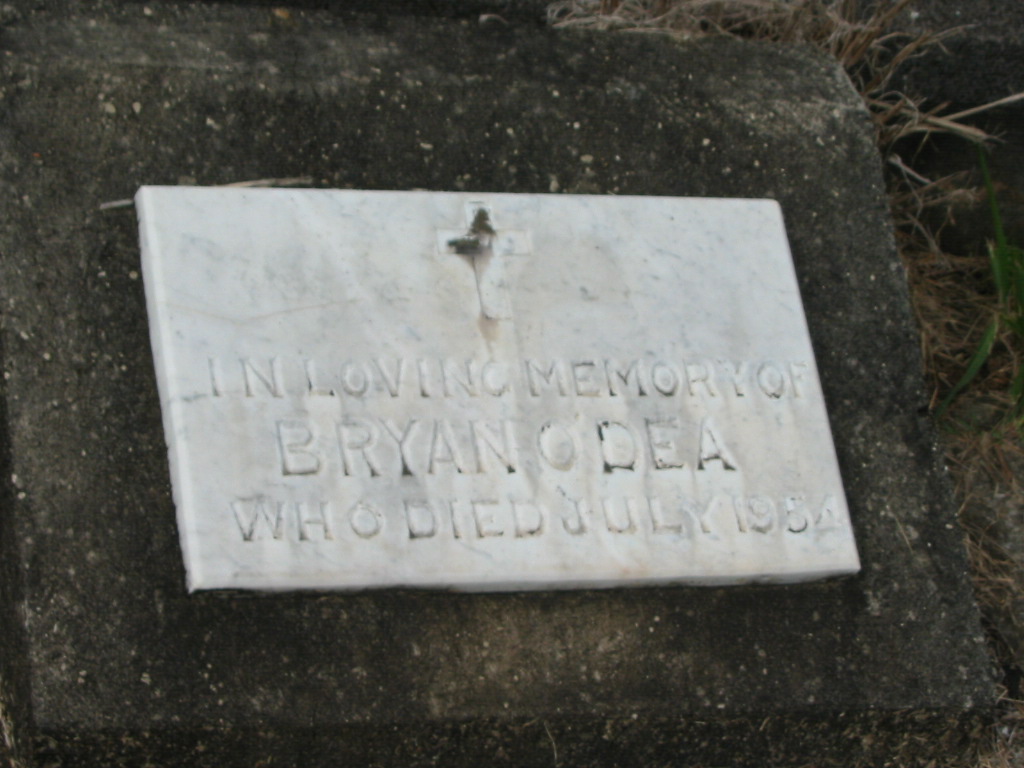 IN LOVING MEMORY OF
BRYAN O'DEA
WHO DIED JULY 1954